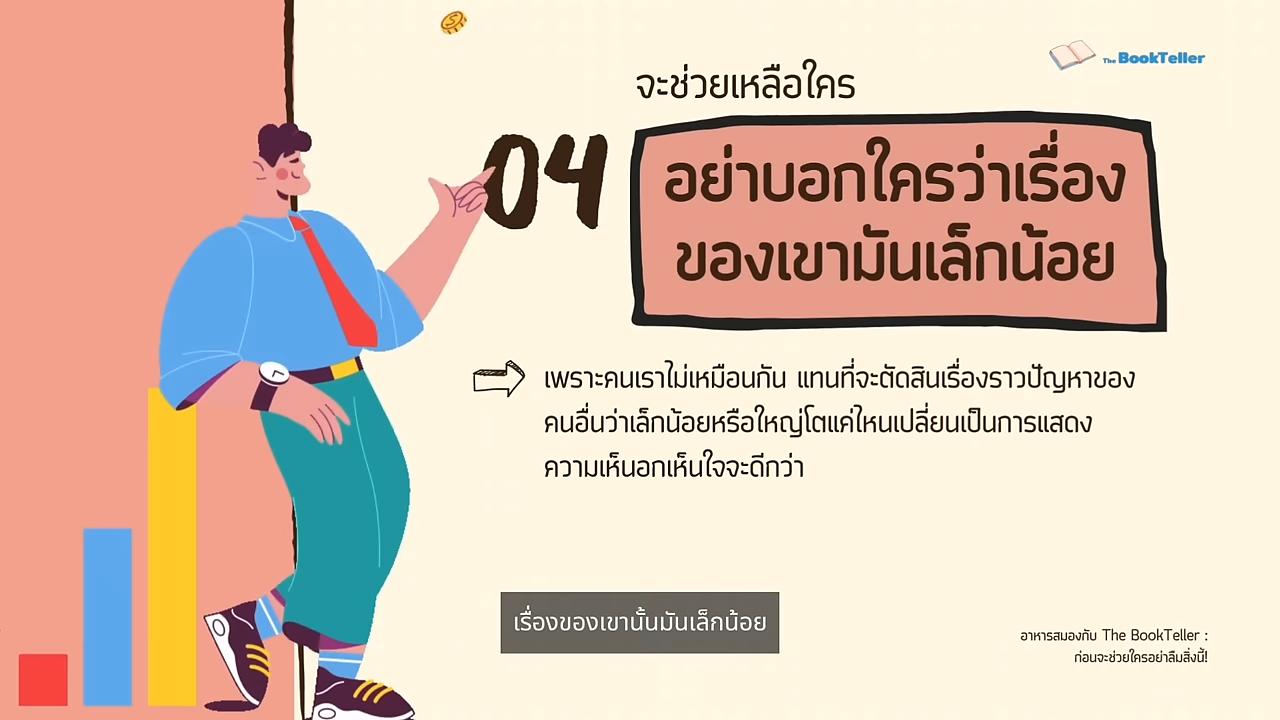 The BookTeller
จะช่วยเหลือใคร
04
อย่าบอกใครว่าเรื่อง
ของเขามันเล็กน้อย
เพราะคนเราไม่เหมือนกัน แทนที่จะตัดสินเรื่องราวปัญหาของ
คนอื่นว่าเล็กน้อยหรือใหญ่โตแค่ไหนเปลี่ยนเป็นการแสดง
ความเห็นอกเห็นใจจะดีกว่า
เรื่องของเขานั้นมันเล็กน้อย
อาหารสมองกับ The BookTeller :
ก่อนจะช่วยใครอย่าลืมสิ่งนี้!